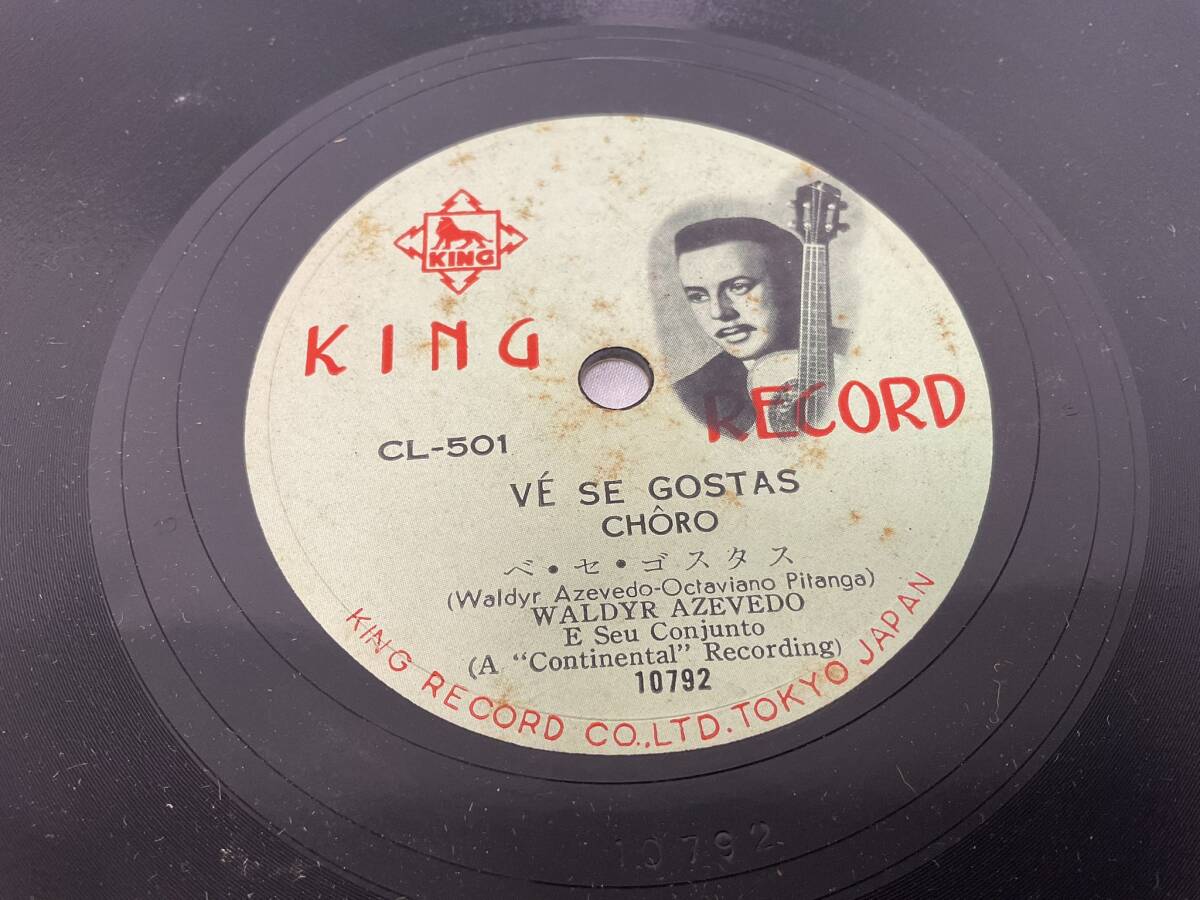 KING
KING
RECORD
CL-501
VÉ SE GOSTAS
CHÔRO
ベ・セ・ゴスタス
(Waldyr Azevedo-Octaviano Pitanga)
WALDYR AZEVEDO
E Seu Conjunto
(A "Continental" Recording)
10792
KING RECORD CO.,LTD. TOKYO JAPAN
10792